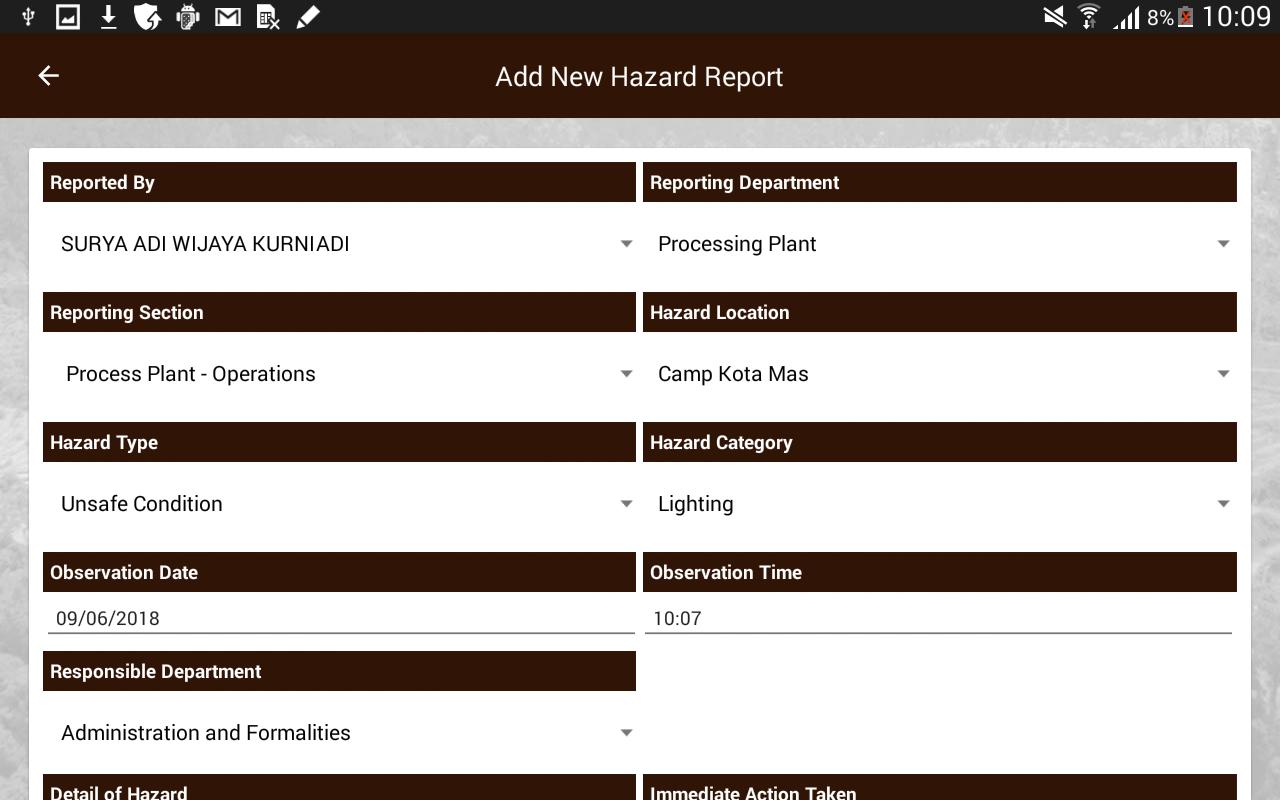 8% 10:09
Add New Hazard Report
Reported By
Reporting Department
SURYA ADI WIJAYA KURNIADI
Processing Plant
Reporting Section
Hazard Location
Process Plant - Operations
Camp Kota Mas
Hazard Type
Hazard Category
Unsafe Condition
Lighting
Observation Date
Observation Time
09/06/2018
10:07
Responsible Department
Administration and Formalities
Detail of Hazard
Immediate Action Taken